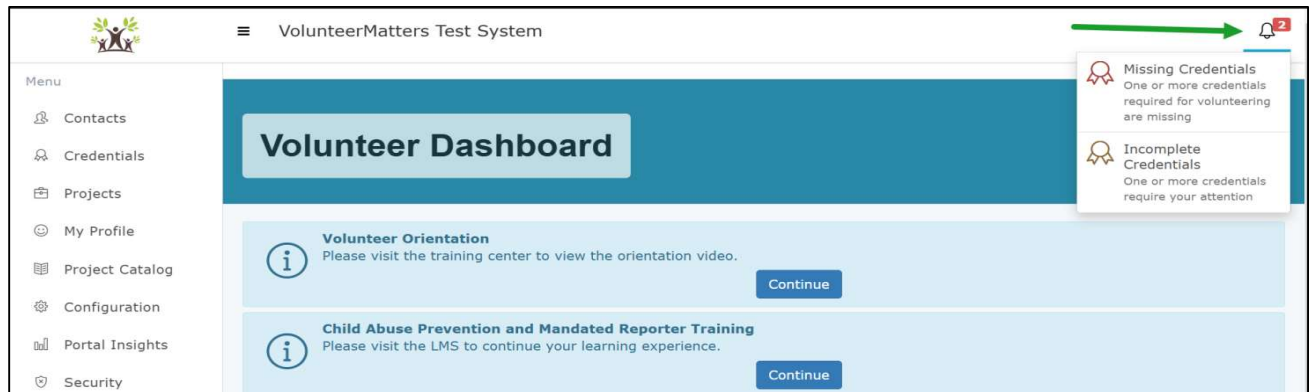 VolunteerMatters Test System
2
Menu
Contacts
Credentials
Projects
My Profile
Project Catalog
Configuration
Portal Insights
Security
Missing Credentials
One or more credentials
required for volunteering
are missing
Incomplete
Credentials
One or more credentials
require your attention
Volunteer Dashboard
Volunteer Orientation
Please visit the training center to view the orientation video.
Continue
Child Abuse Prevention and Mandated Reporter Training
Please visit the LMS to continue your learning experience.
Continue